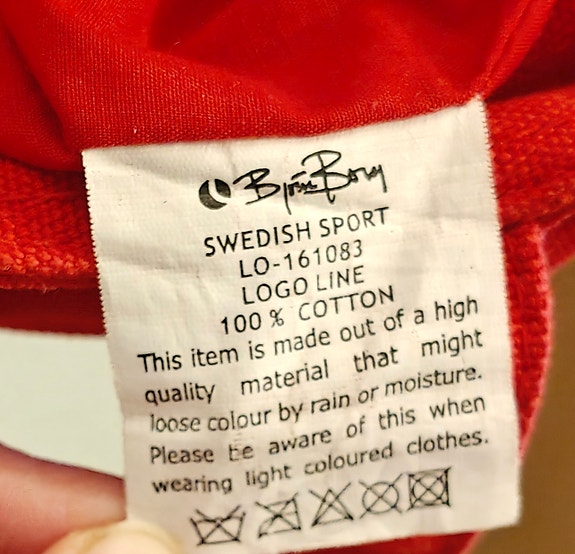 Björn Borg
SWEDISH SPORT
LO-161083
LOGO LINE
100 % COTTON
This item is made out of a high
quality material that might
loose colour by rain or moisture.
Please be aware of this when
wearing light coloured clothes.